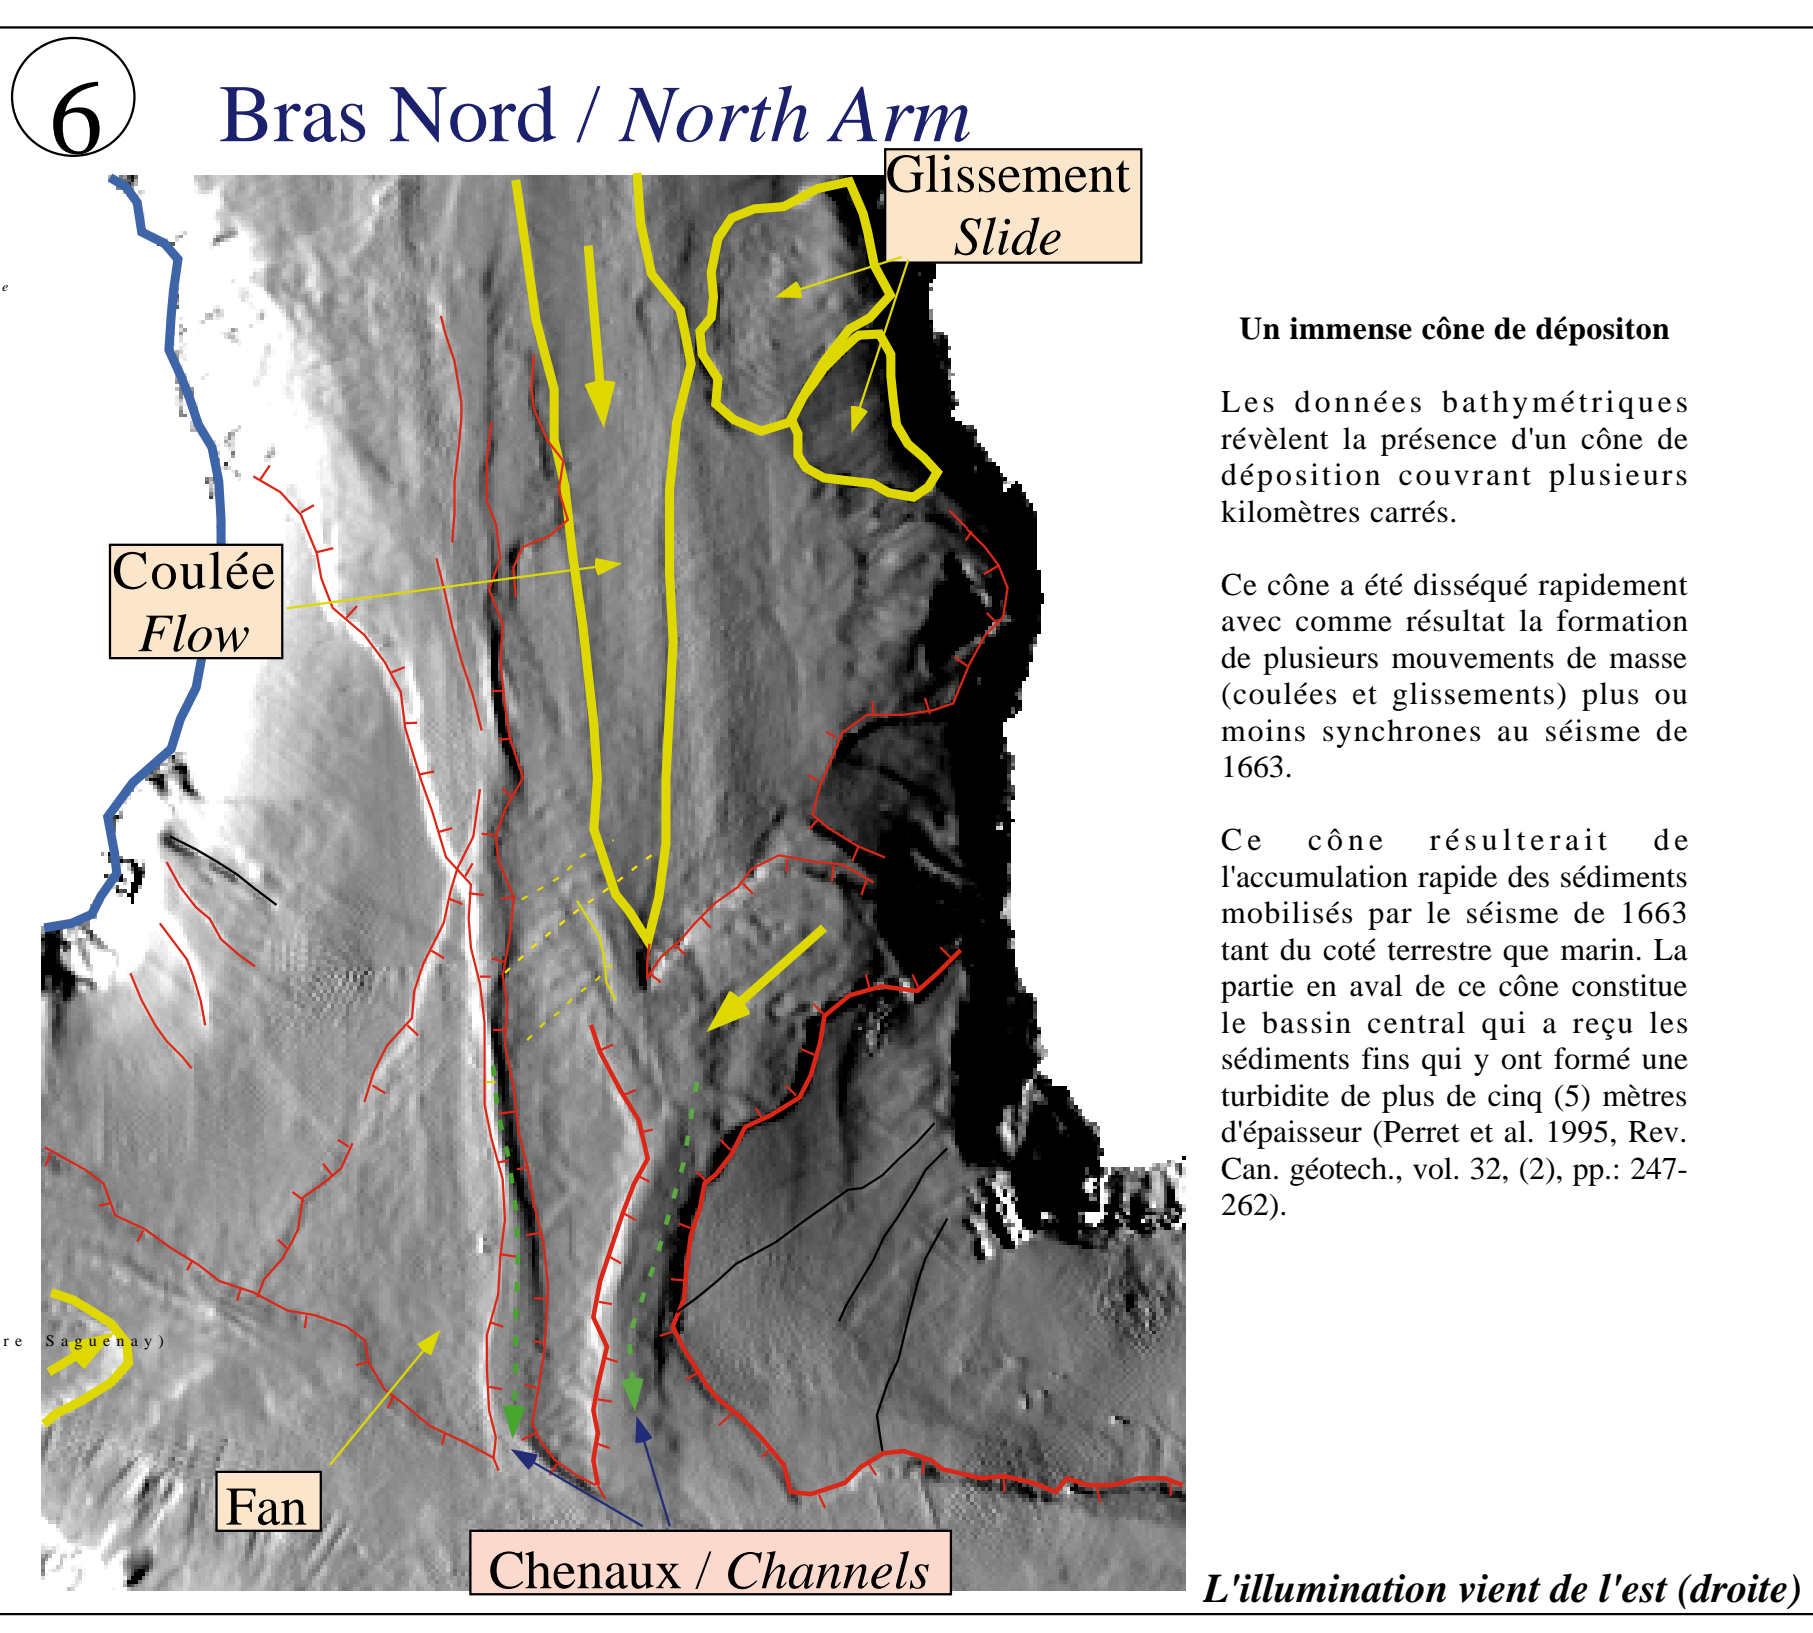 6
Bras Nord / North Arm
Glissement
Slide
e
Coulée
Flow
re Saguenay)
Fan
Chenaux / Channels
Un immense cône de dépositon
Les données bathymétriques
révèlent la présence d'un cône de
déposition couvrant plusieurs
kilomètres carrés.
Ce cône a été disséqué rapidement
avec comme résultat la formation
de plusieurs mouvements de masse
(coulées et glissements) plus ou
moins synchrones au séisme de
1663.
Ce cône résulterait de
l'accumulation rapide des sédiments
mobilisés par le séisme de 1663
tant du coté terrestre que marin. La
partie en aval de ce cône constitue
le bassin central qui a reçu les
sédiments fins qui y ont formé une
turbidite de plus de cinq (5) mètres
d'épaisseur (Perret et al. 1995, Rev.
Can. géotech., vol. 32, (2), pp.: 247-
262).
L'illumination vient de l'est (droite)